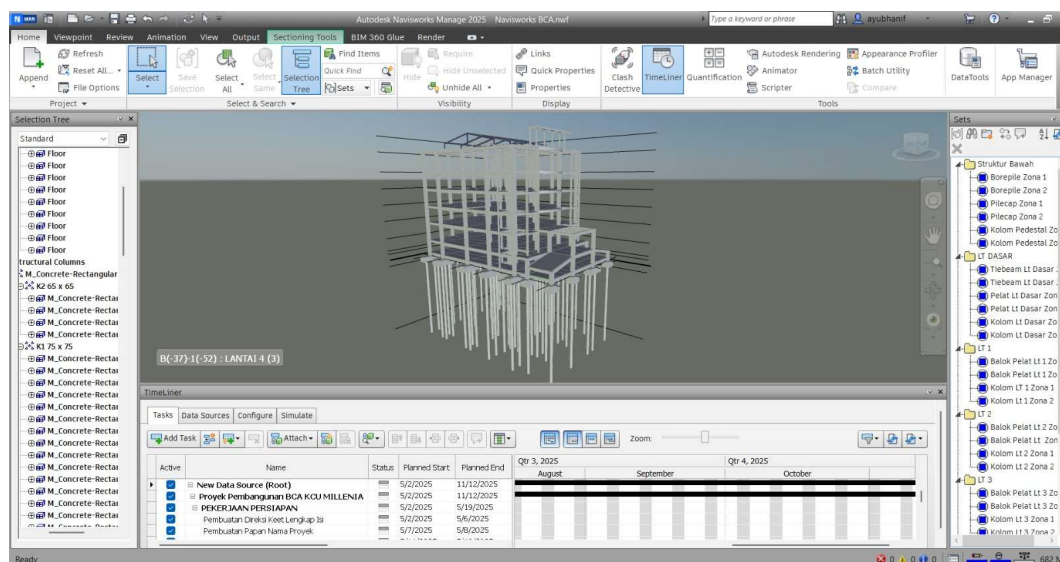 N MAN
Autodesk Navisworks Manage 2025 Navisworks BCA.nwf
Type a keyword or phrase
ayubhanif
Home Viewpoint Review Animation View Output Sectioning Tools BIM 360 Glue Render
Append
Refresh
Reset All...
File Options
Project
Select
Save Selection
Select All
Select Same
Selection Tree
Find Items
Quick Find
Sets
Select & Search
Hide
Require
Hide Unselected
Unhide All
Visibility
Links
Quick Properties
Properties
Display
Clash Detective
TimeLiner
Quantification
Autodesk Rendering
Animator
Scripter
Appearance Profiler
Batch Utility
Compare
Tools
DataTools
App Manager
Selection Tree
Standard
Floor
Floor
Floor
Floor
Floor
Floor
Floor
Floor
Floor
tructural Columns
M_Concrete-Rectangular
K2 65 x 65
M_Concrete-Rectar
M_Concrete-Rectar
M_Concrete-Rectar
M_Concrete-Rectar
K1 75 x 75
M_Concrete-Rectar
M_Concrete-Rectar
M_Concrete-Rectar
M_Concrete-Rectar
M_Concrete-Rectar
M_Concrete-Rectar
M_Concrete-Rectar
M_Concrete-Rectar
M_Concrete-Rectar
M_Concrete-Rectar
M_Concrete-Rectar
M_Concrete-Rectar
M_Concrete-Rectar
M_Concrete-Rectar
B(-37)-1(-52) : LANTAI 4 (3)
TimeLiner
Tasks Data Sources Configure Simulate
Add Task
Attach
Zoom:
Active Name Status Planned Start Planned End
Qtr 3, 2025 Qtr 4, 2025
August September October
New Data Source (Root) 5/2/2025 11/12/2025
Proyek Pembangunan BCA KCU MILLENIA 5/2/2025 11/12/2025
PEKERJAAN PERSIAPAN 5/2/2025 5/19/2025
Pembuatan Direksi Keet Lengkap Isi 5/2/2025 5/6/2025
Pembuatan Papan Nama Proyek 5/7/2025 5/8/2025
Sets
Struktur Bawah
Borepile Zona 1
Borepile Zona 2
Pilecap Zona 1
Pilecap Zona 2
Kolom Pedestal Zo
Kolom Pedestal Zo
LT DASAR
Tiebeam Lt Dasar
Tiebeam Lt Dasar
Pelat Lt Dasar Zon
Pelat Lt Dasar Zon
Kolom Lt Dasar Zo
Kolom Lt Dasar Zo
LT 1
Balok Pelat Lt 1 Zo
Balok Pelat Lt 1 Zo
Kolom LT 1 Zona 1
Kolom Lt 1 Zona 2
LT 2
Balok Pelat Lt 2 Zo
Balok Pelat Lt Zon
Kolom Lt 2 Zona 1
Kolom Lt 2 Zona 2
LT 3
Balok Pelat Lt 3 Zo
Balok Pelat Lt 3 Zo
Kolom Lt 3 Zona 1
Kolom Lt 3 Zona 2
Ready
0 0 0
682 M